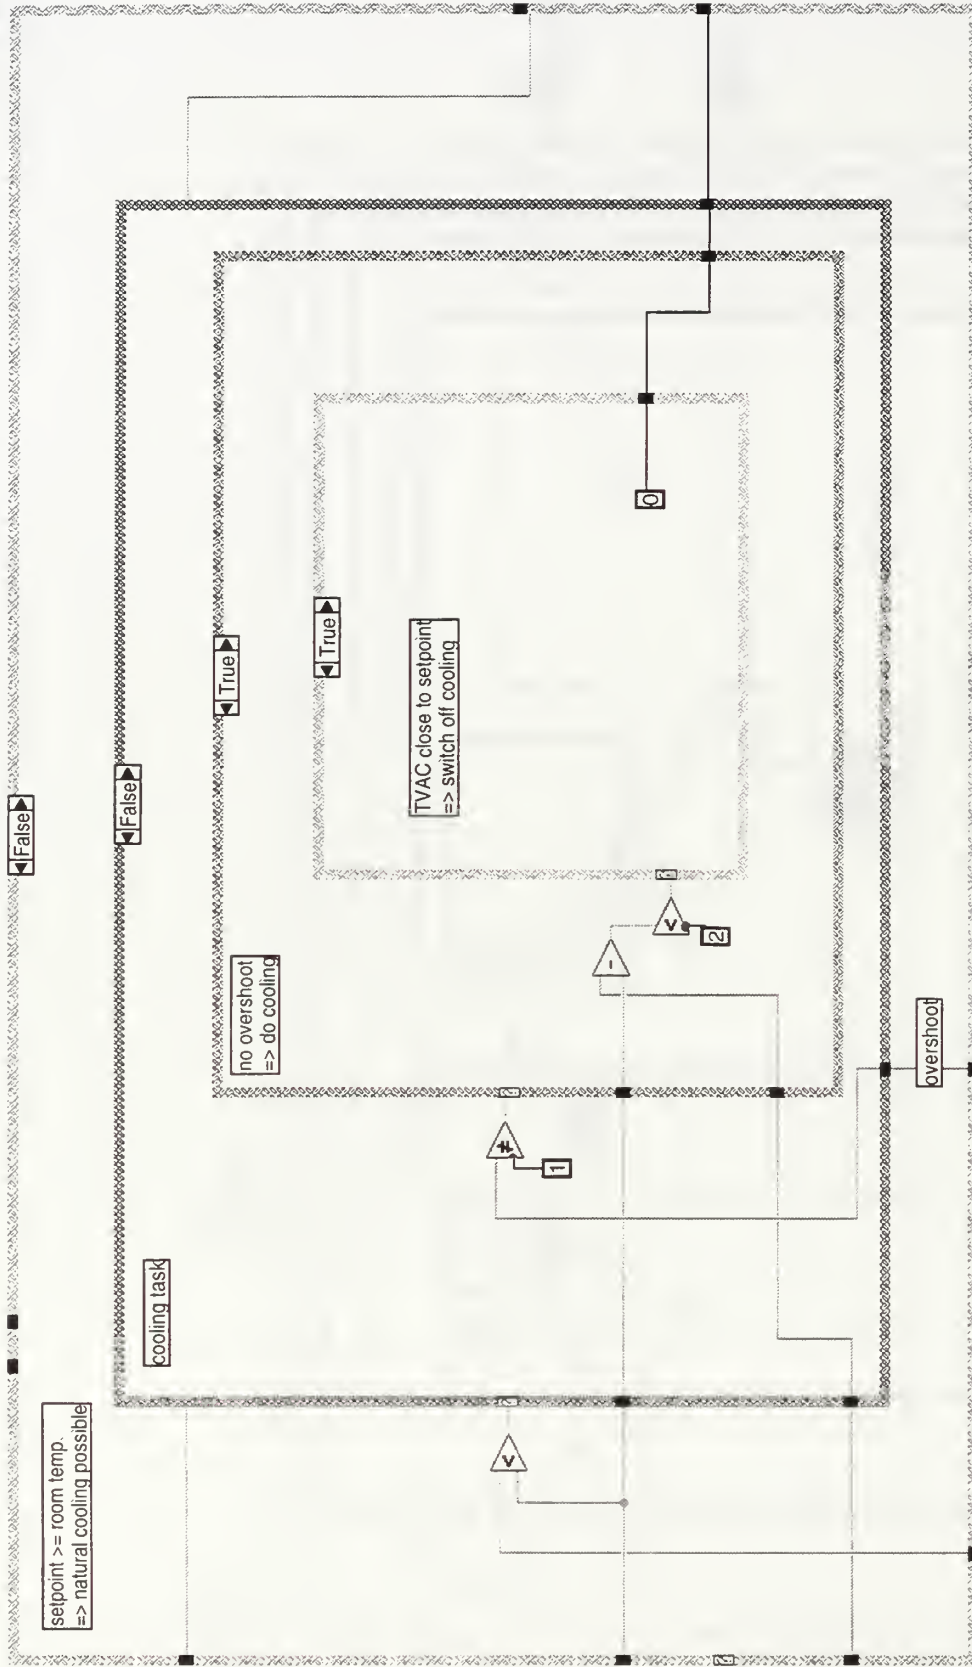 False
setpoint >= room temp.
=> natural cooling possible
False
cooling task
True
no overshoot
=> do cooling
True
TVAC close to setpoint
=> switch off cooling
0
2
1
overshoot